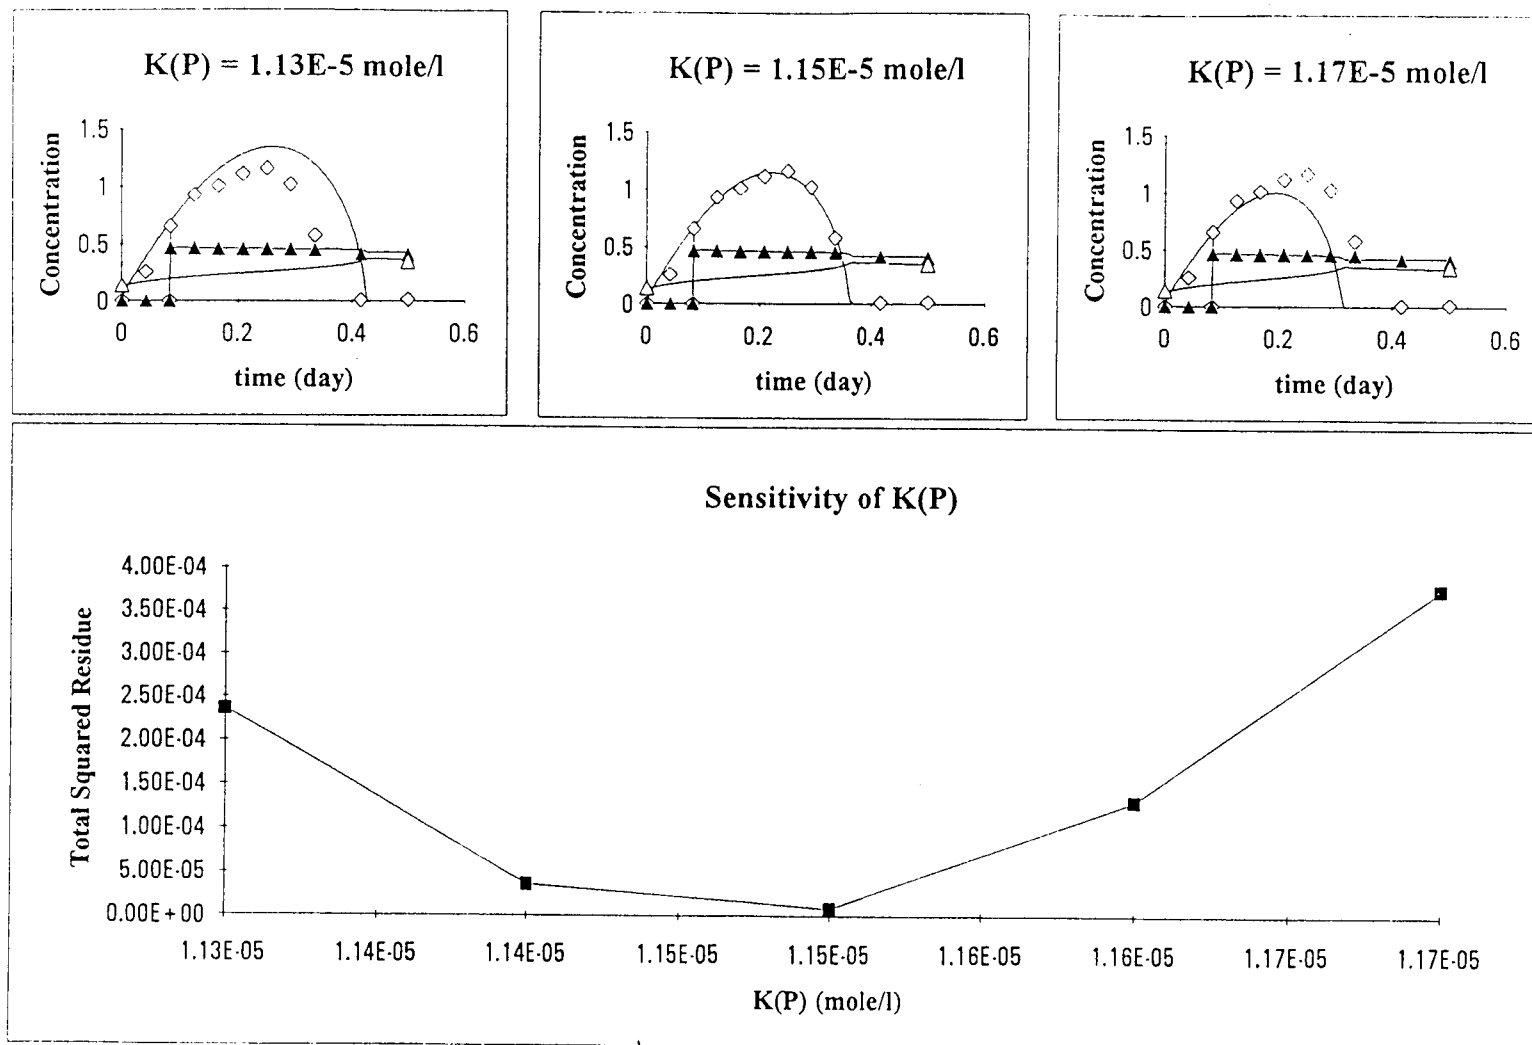 K(P) = 1.13E-5 mole/l
Concentration
1.5
1
0.5
0
0
0.2
0.4
0.6
time (day)
K(P) = 1.15E-5 mole/l
Concentration
1.5
1
0.5
0
0
0.2
0.4
0.6
time (day)
K(P) = 1.17E-5 mole/l
Concentration
1.5
1
0.5
0
0
0.2
0.4
0.6
time (day)
Sensitivity of K(P)
Total Squared Residue
4.00E-04
3.50E-04
3.00E-04
2.50E-04
2.00E-04
1.50E-04
1.00E-04
5.00E-05
0.00E+00
1.13E-05
1.14E-05
1.14E-05
1.15E-05
1.15E-05
1.16E-05
1.16E-05
1.17E-05
1.17E-05
K(P) (mole/l)